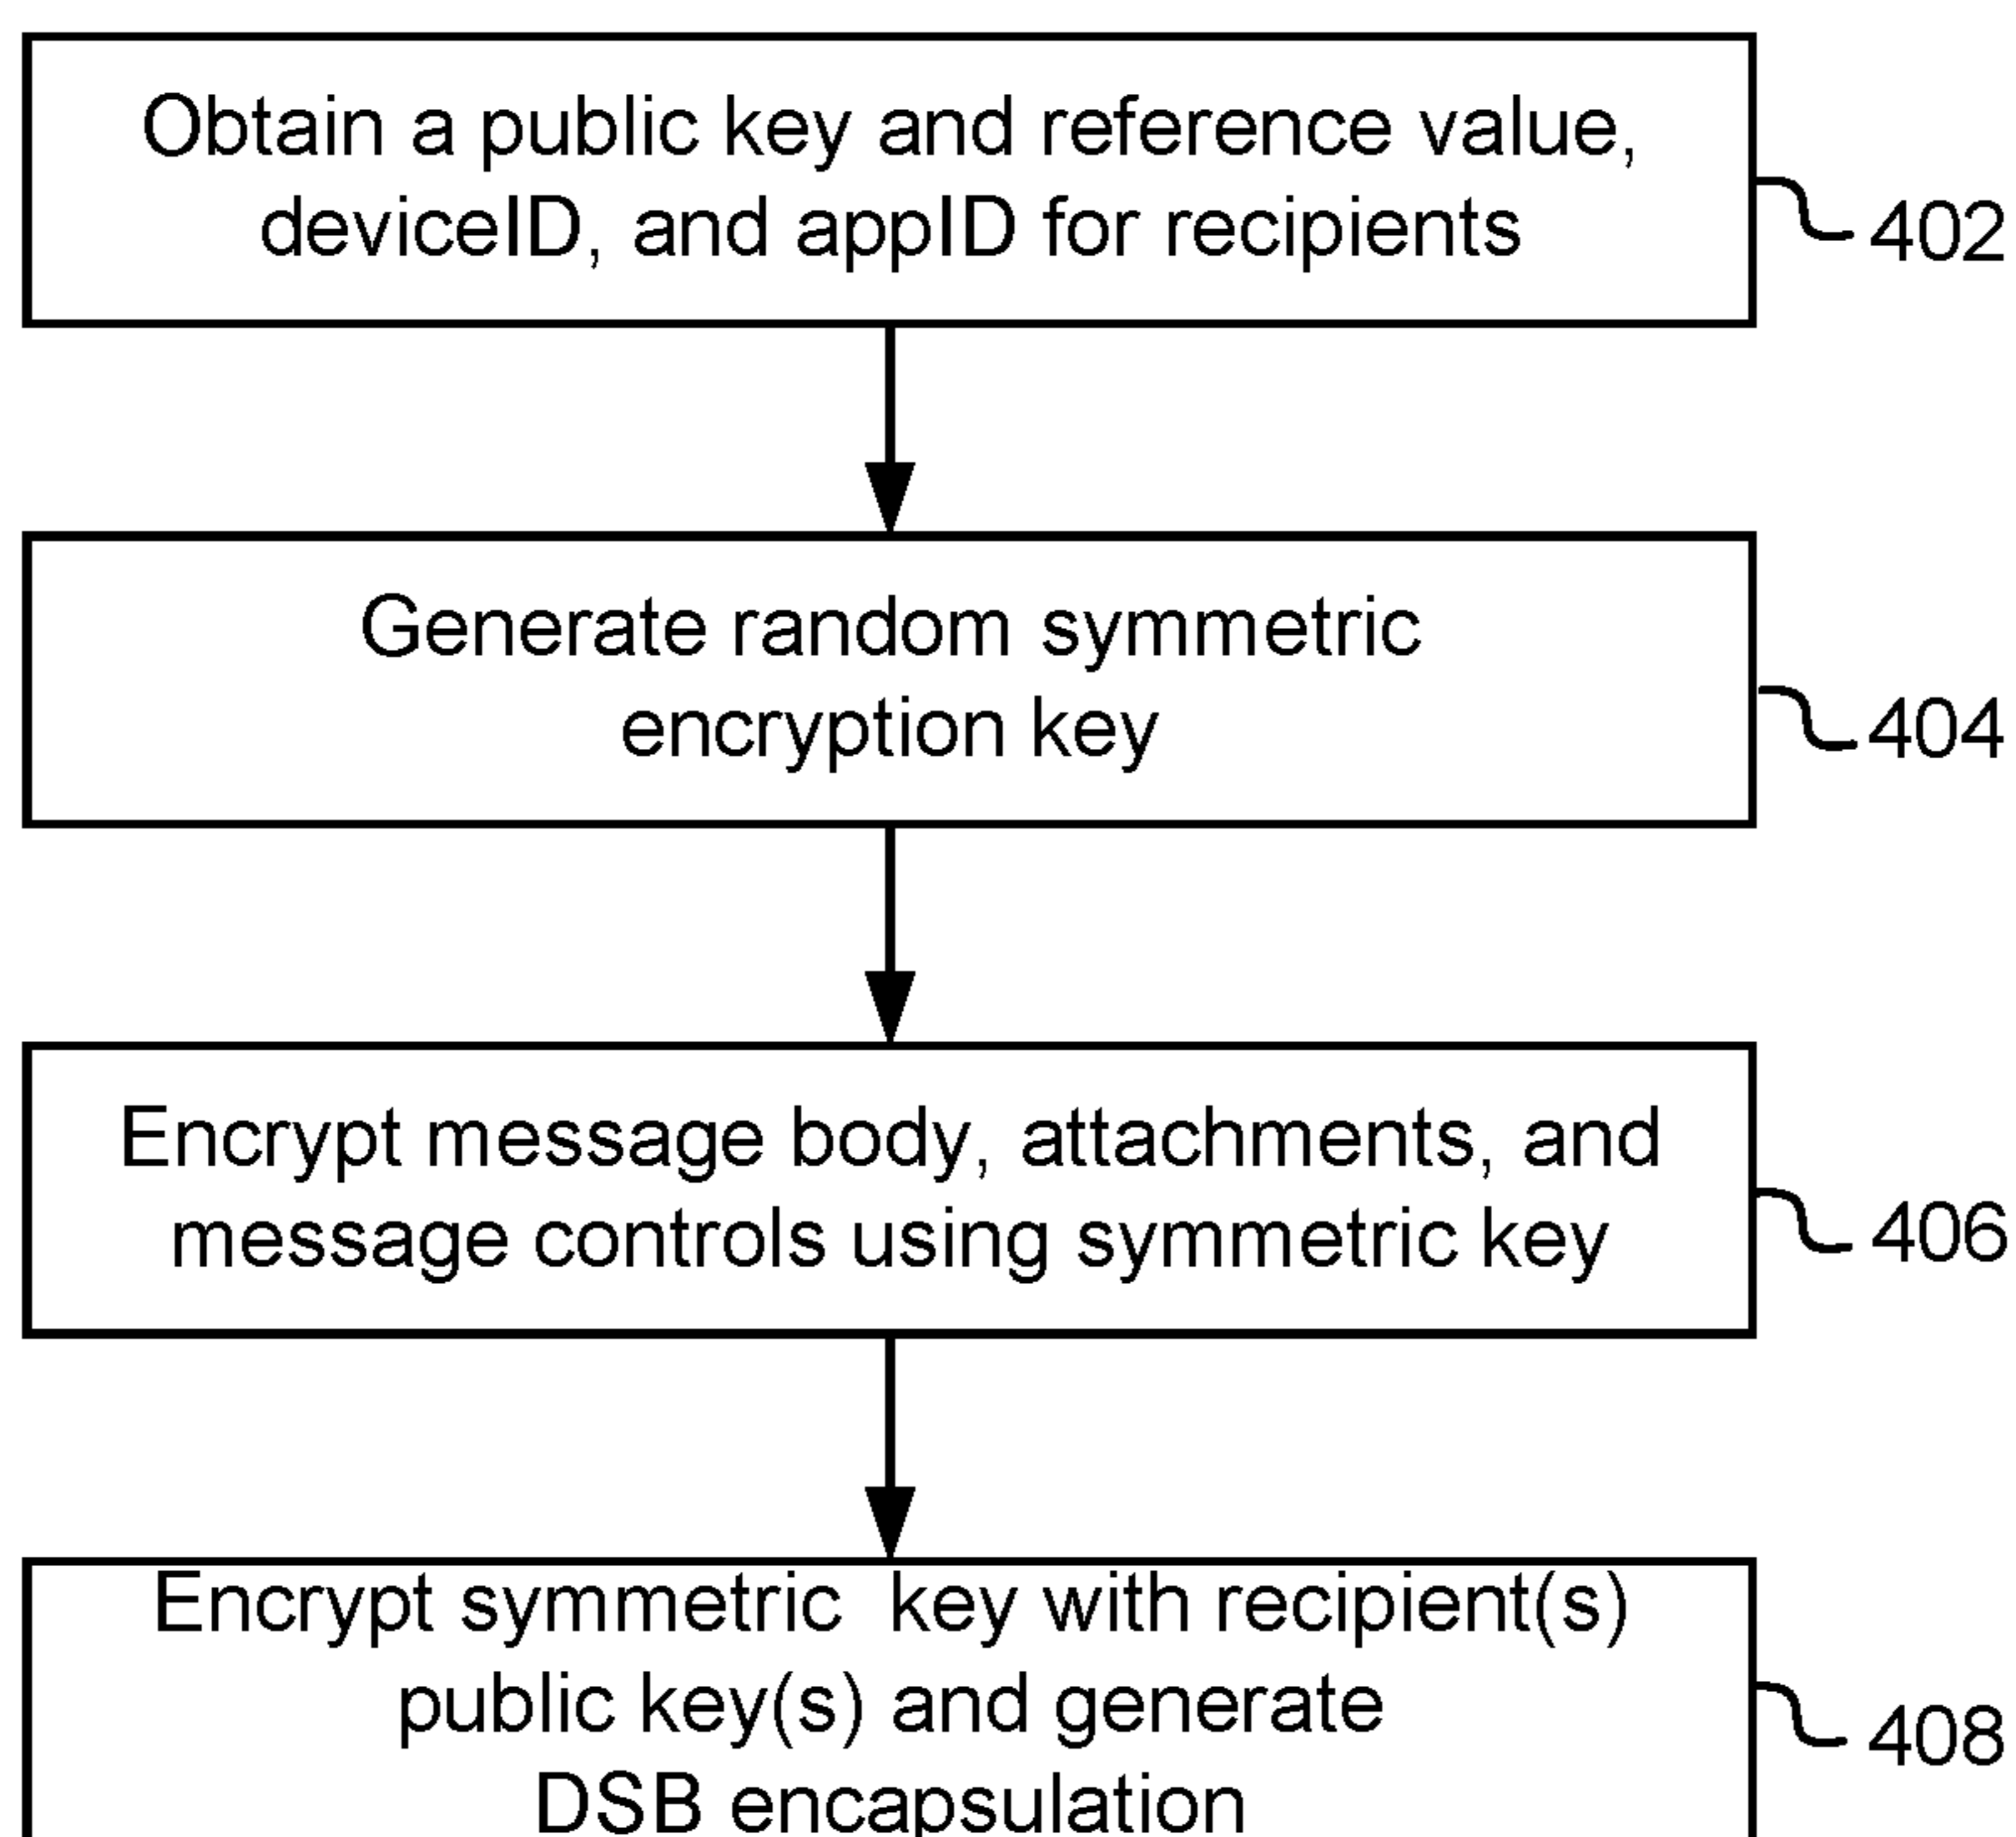 Obtain a public key and reference value,
deviceID, and appID for recipients
402
Generate random symmetric
encryption key
404
Encrypt message body, attachments, and
message controls using symmetric key
406
Encrypt symmetric key with recipient(s)
public key(s) and generate
DSB encapsulation
408